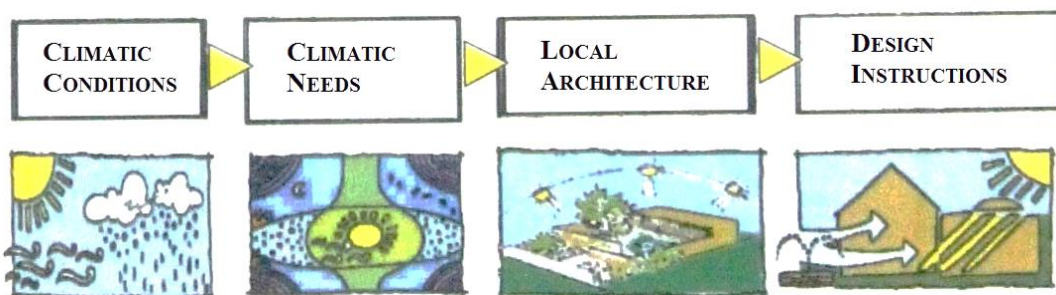 CLIMATIC
CONDITIONS
CLIMATIC
NEEDS
LOCAL
ARCHITECTURE
DESIGN
INSTRUCTIONS